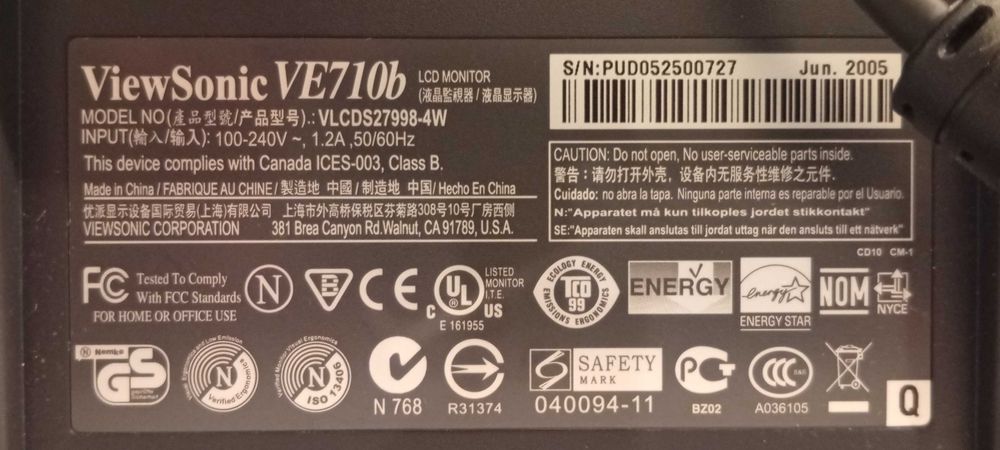 ViewSonic VE710b LCD MONITOR
(液晶監視器 / 液晶显示器)
MODEL NO(產品型號/产品型号).: VLCDS27998-4W
INPUT(輸入/输入): 100-240V ~, 1.2A ,50/60Hz
This device complies with Canada ICES-003, Class B.
Made in China / FABRIQUE AU CHINE / 製造地 中國 / 制造地 中国/ Hecho En China
优派显示设备国际贸易(上海)有限公司 上海市外高桥保税区芬菊路308号10号厂房西侧
VIEWSONIC CORPORATION 381 Brea Canyon Rd.Walnut, CA 91789, U.S.A.
S/N:PUD052500727 Jun. 2005
CAUTION: Do not open, No user-serviceable parts inside.
警告：请勿打开外壳，设备内无服务性维修之元件.
Cuidado: no abra la tapa. Ninguna parte interna es reparable por el Usuario.
N:"Apparatet må kun tilkoples jordet stikkontakt"
SE:"Apparaten skall anslutas till jordat uttag när den ansluts till ett nätverk"
CD10 CM-1
FC Tested To Comply
With FCC Standards
FOR HOME OR OFFICE USE
N
B
CE
c UL US
LISTED
MONITOR
I.T.E.
E 161955
ECOLOGY ENERGY
TCO
99
EMISSIONS ERGONOMICS
ENERGY
energy
ENERGY STAR
NOM
NYCE
N Nemko
GS
Low Emission
N
Verified Ergonomics
Visual Ergonomics
N
ISO 13406
N 768
R31374
S SAFETY
MARK
040094-11
PG
BZ02
CCC
S&E
A036105
Q